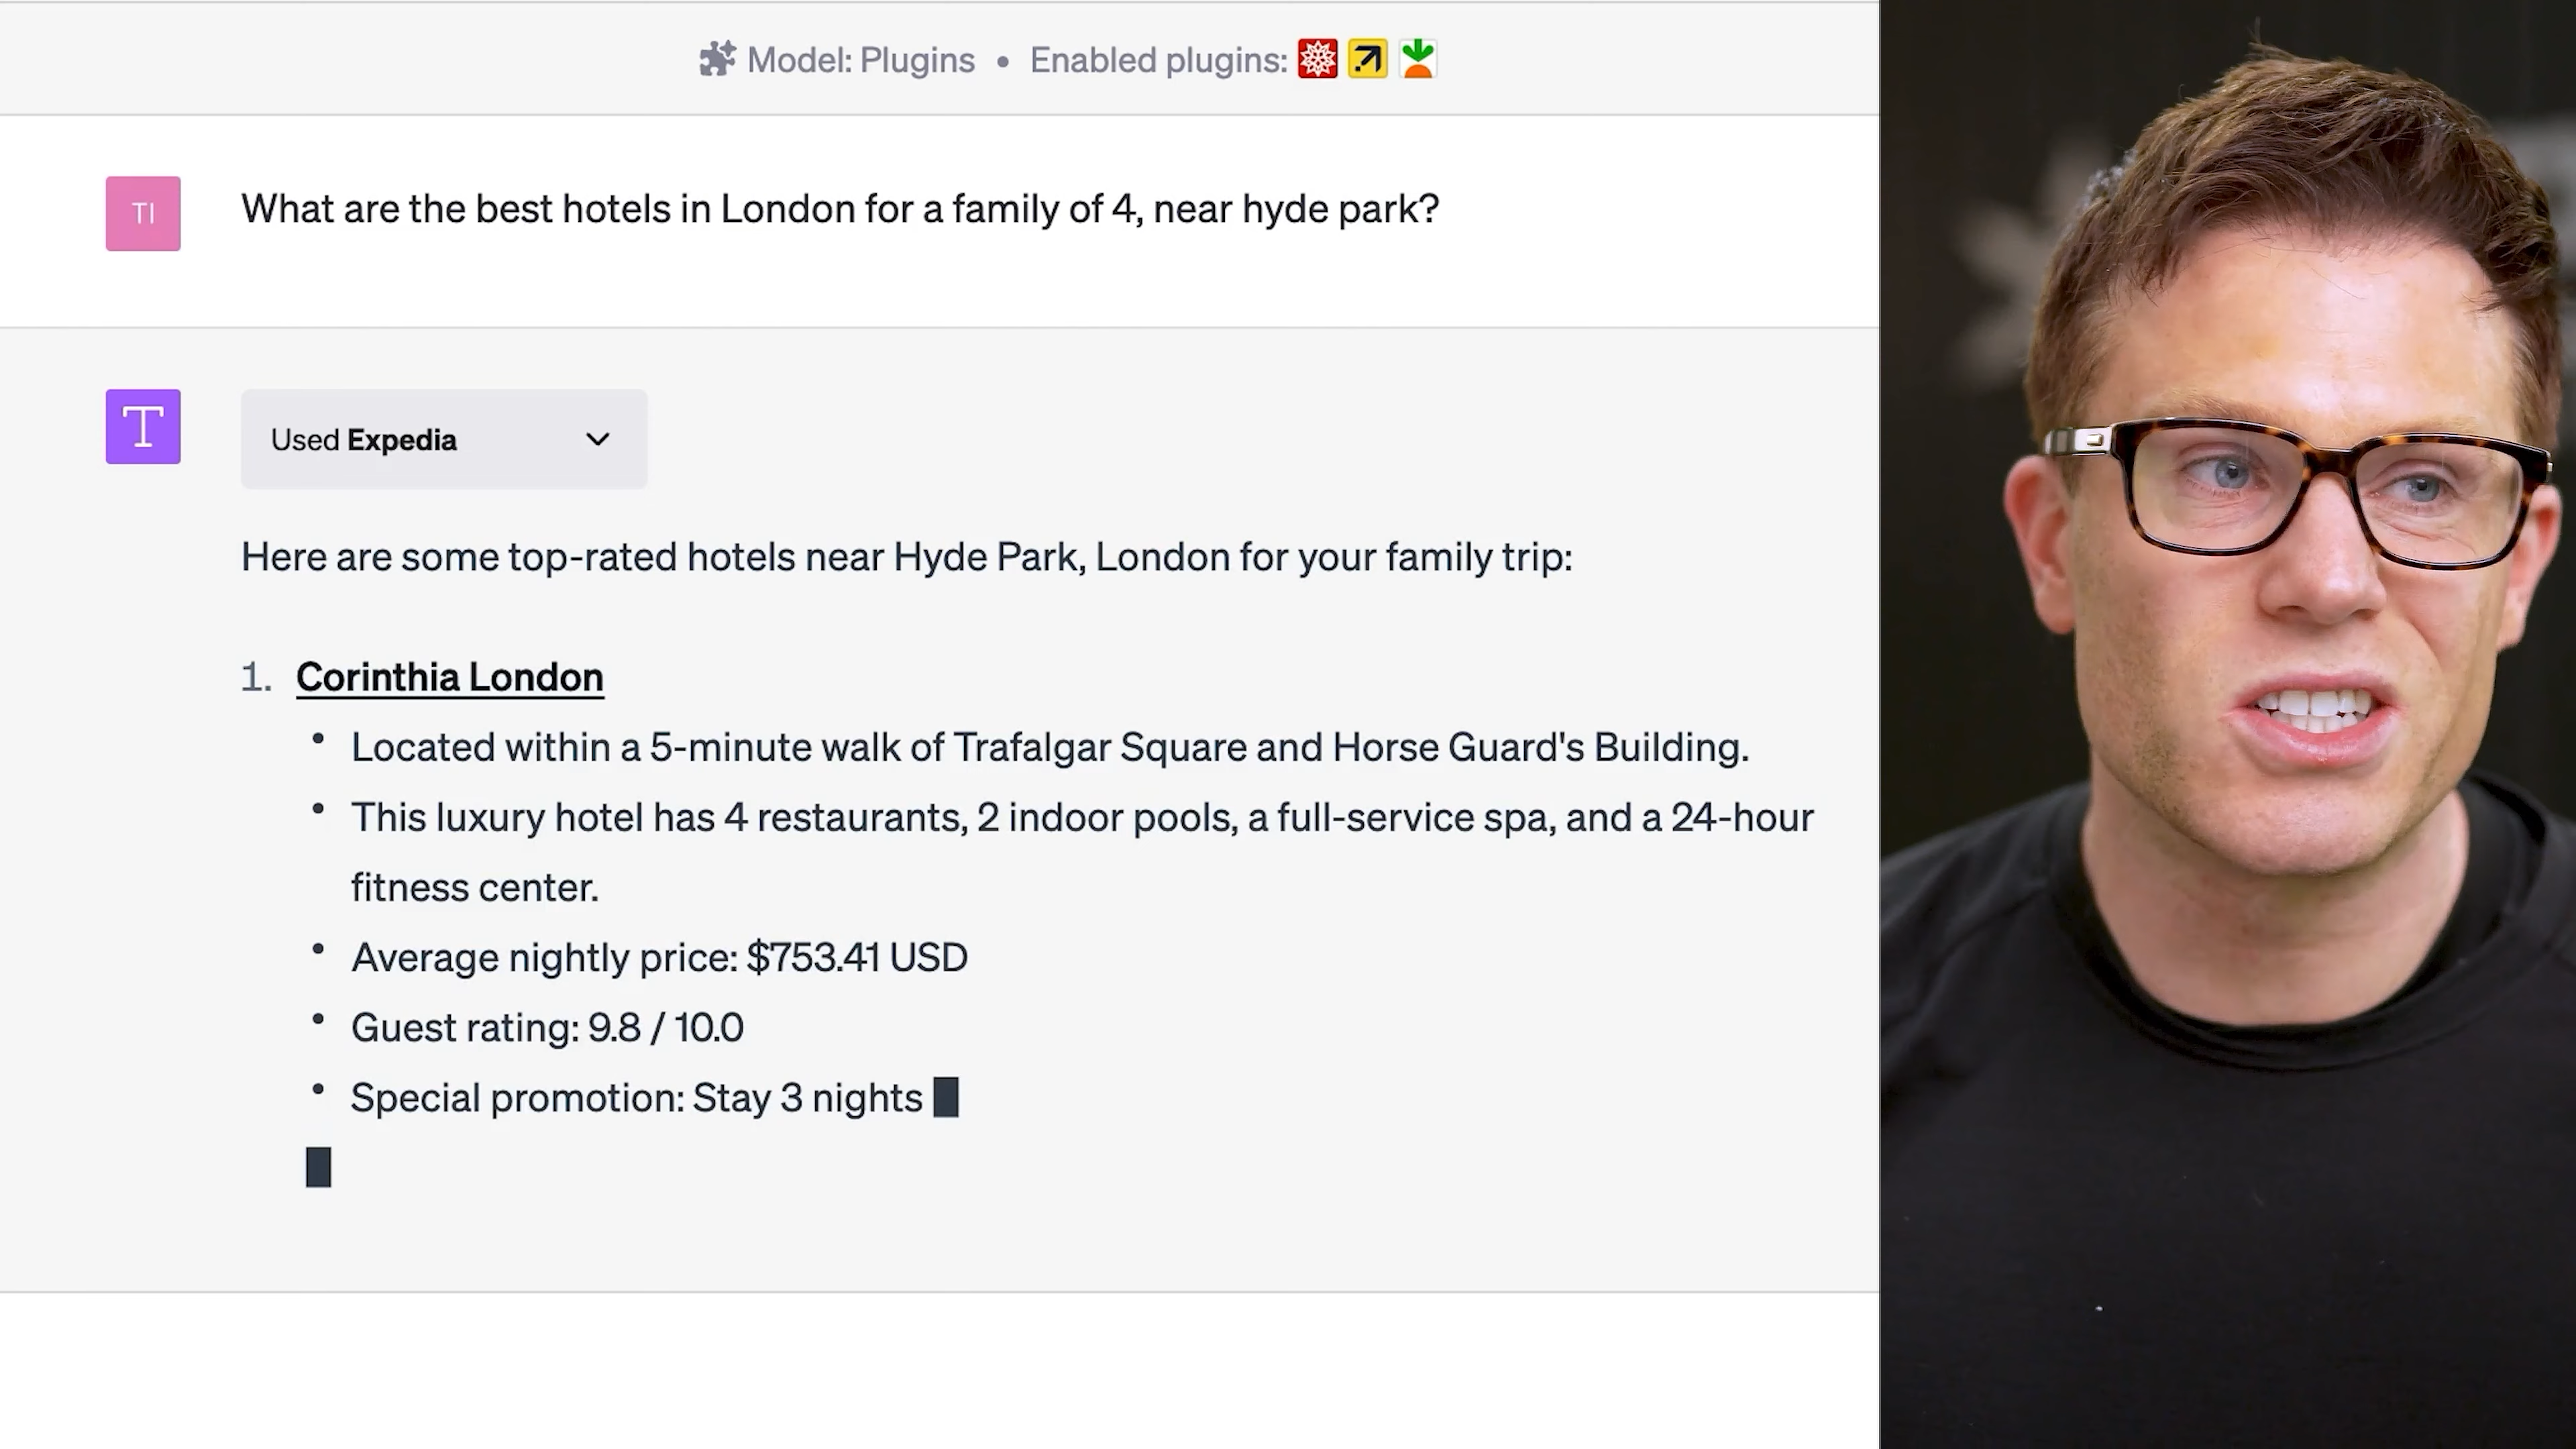 Model: Plugins • Enabled plugins:
TI
What are the best hotels in London for a family of 4, near hyde park?
T
Used Expedia
Here are some top-rated hotels near Hyde Park, London for your family trip:
1. Corinthia London
• Located within a 5-minute walk of Trafalgar Square and Horse Guard's Building.
• This luxury hotel has 4 restaurants, 2 indoor pools, a full-service spa, and a 24-hour
fitness center.
• Average nightly price: $753.41 USD
• Guest rating: 9.8 / 10.0
• Special promotion: Stay 3 nights